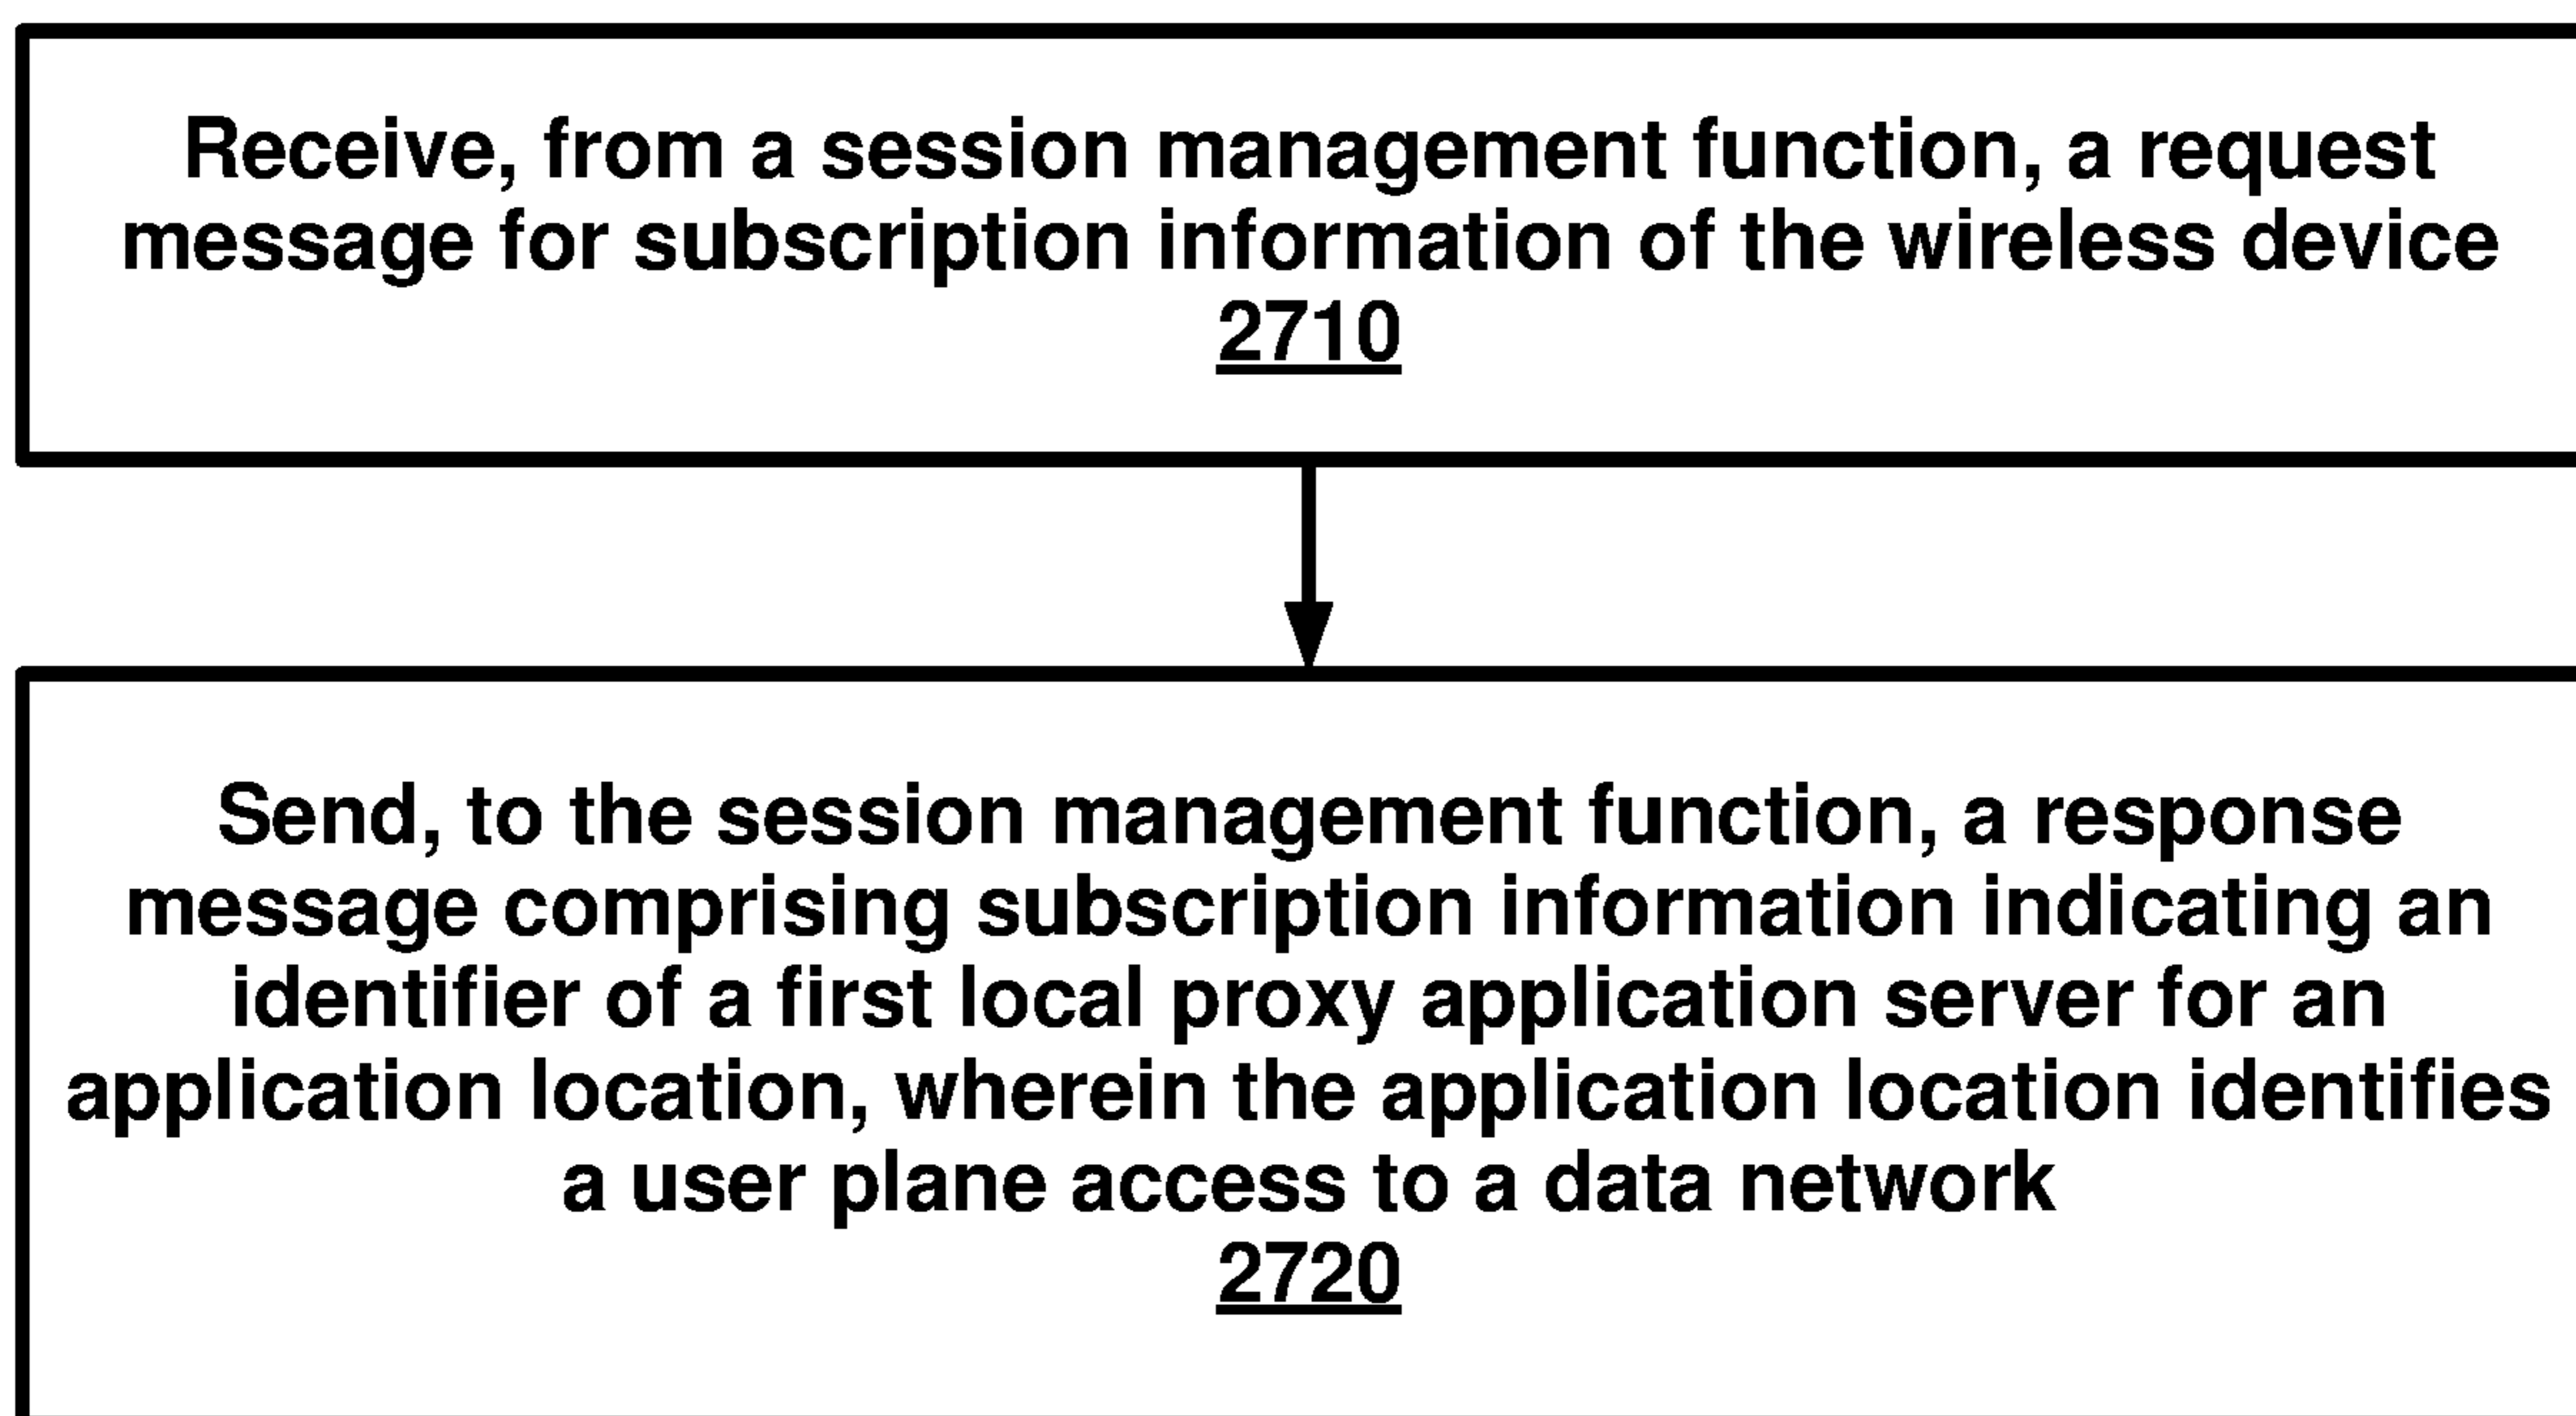 Receive, from a session management function, a request
message for subscription information of the wireless device
2710
Send, to the session management function, a response
message comprising subscription information indicating an
identifier of a first local proxy application server for an
application location, wherein the application location identifies
a user plane access to a data network
2720